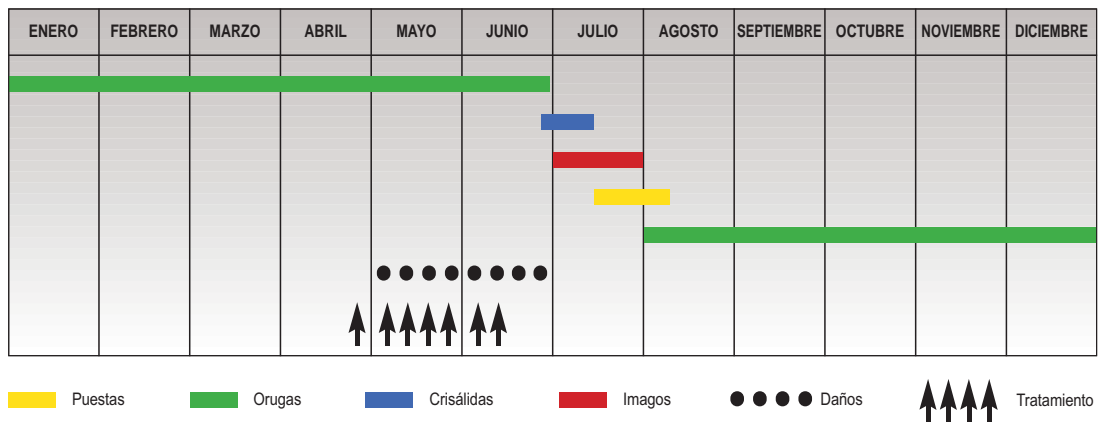 ENERO FEBRERO MARZO ABRIL MAYO JUNIO JULIO AGOSTO SEPTIEMBRE OCTUBRE NOVIEMBRE DICIEMBRE
Puestas Orugas Crisálidas Imagos Daños Tratamiento